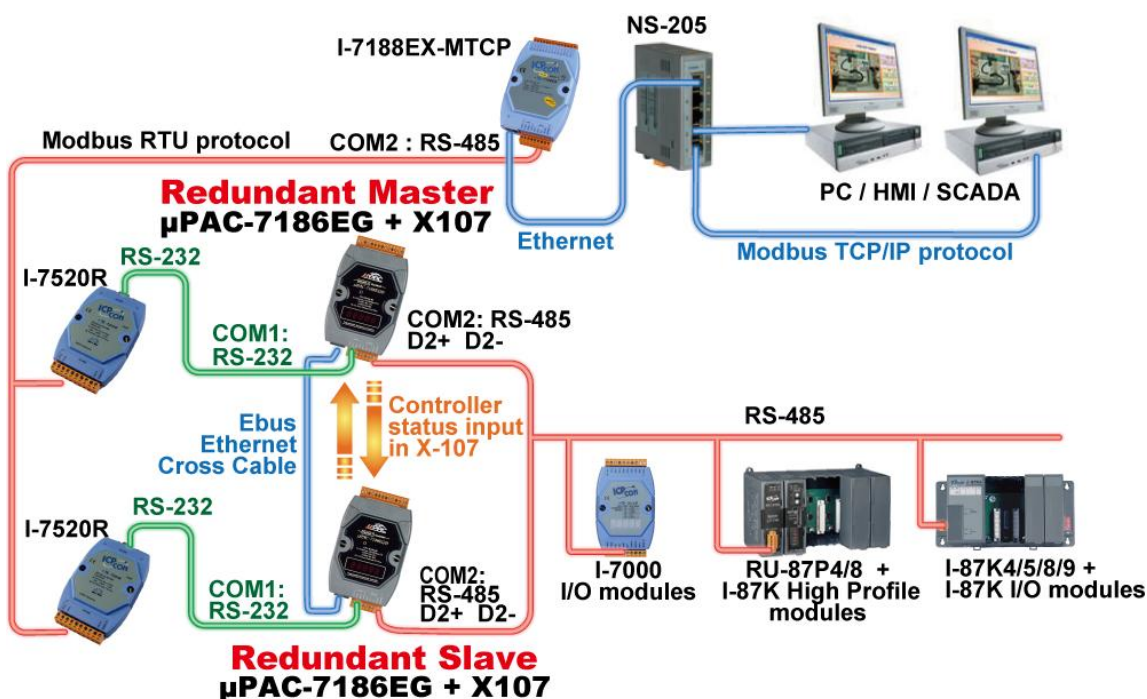 I-7188EX-MTCP
NS-205
Modbus RTU protocol
COM2 : RS-485
PC / HMI / SCADA
Redundant Master
µPAC-7186EG + X107
Ethernet
Modbus TCP/IP protocol
RS-232
I-7520R
COM2: RS-485
D2+ D2-
COM1:
RS-232
Ebus
Ethernet
Cross Cable
Controller
status input
in X-107
RS-485
I-7520R
RS-232
COM1:
RS-232
COM2:
RS-485
D2+ D2-
I-7000
I/O modules
RU-87P4/8 +
I-87K High Profile
modules
I-87K4/5/8/9 +
I-87K I/O modules
Redundant Slave
µPAC-7186EG + X107